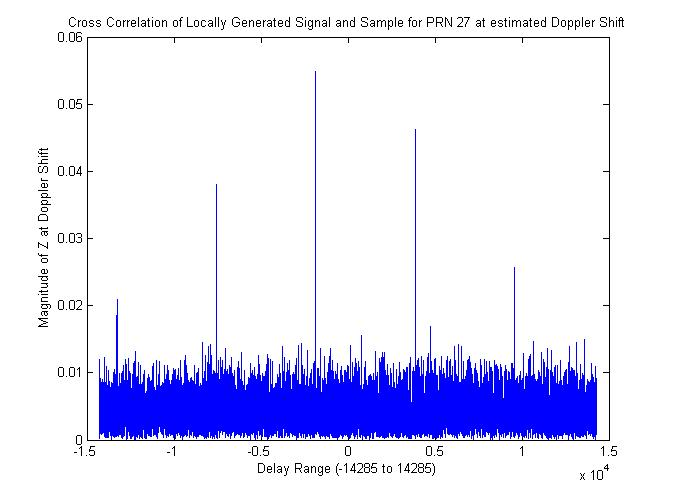 Cross Correlation of Locally Generated Signal and Sample for PRN 27 at estimated Doppler Shift
0.06
0.05
0.04
0.03
0.02
0.01
0
Magnitude of Z at Doppler Shift
-1.5 -1 -0.5 0 0.5 1 1.5
Delay Range (-14285 to 14285)
x 10^4